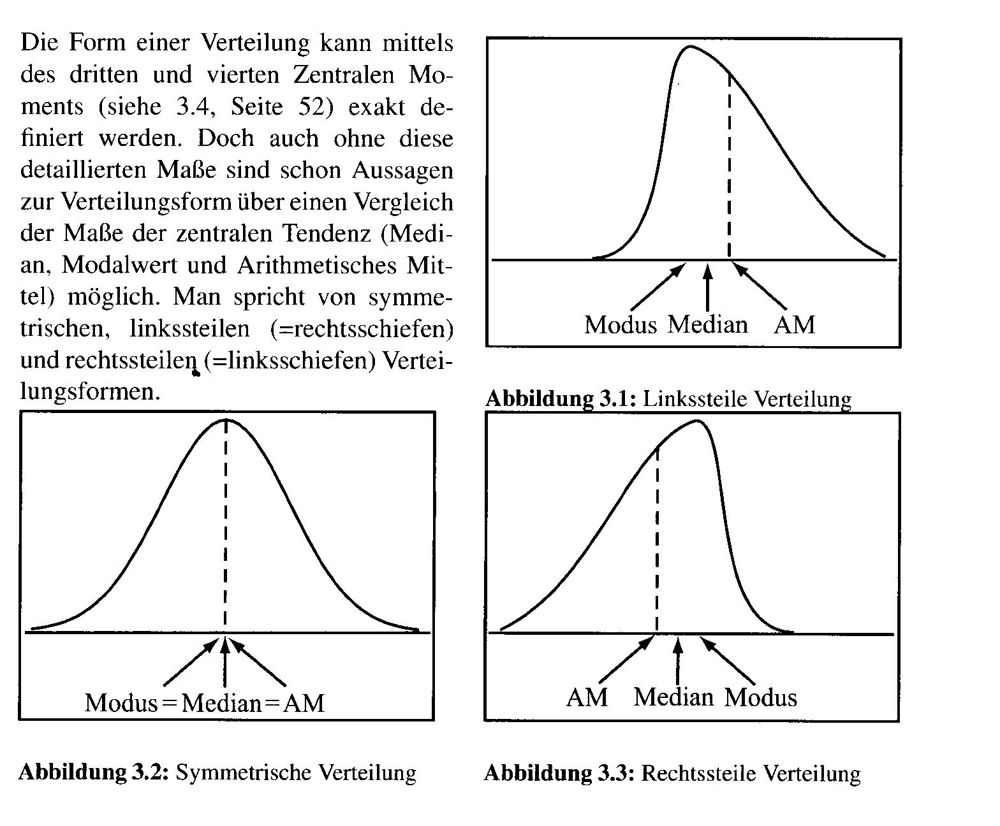 Die Form einer Verteilung kann mittels
des dritten und vierten Zentralen Mo-
ments (siehe 3.4, Seite 52) exakt de-
finiert werden. Doch auch ohne diese
detaillierten Maße sind schon Aussagen
zur Verteilungsform über einen Vergleich
der Maße der zentralen Tendenz (Medi-
an, Modalwert und Arithmetisches Mit-
tel) möglich. Man spricht von symme-
trischen, linkssteilen (=rechtsschiefen)
und rechtssteilen (=linksschiefen) Vertei-
lungsformen.
Modus Median AM
Abbildung 3.1: Linkssteile Verteilung
Modus = Median = AM
Abbildung 3.2: Symmetrische Verteilung
AM Median Modus
Abbildung 3.3: Rechtssteile Verteilung